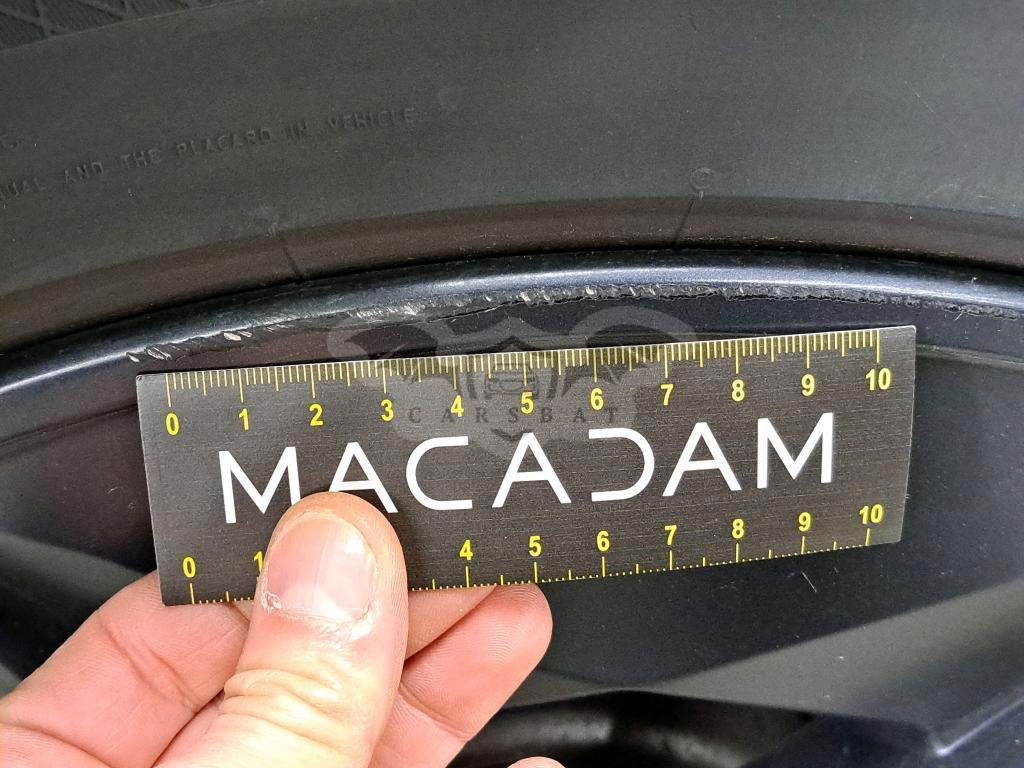 UAL AND THE PLACARD IN VEHICLE.
0 1 2 3 4 5 6 7 8 9 10
CARSBAT
MACADAM
0 1 4 5 6 7 8 9 10